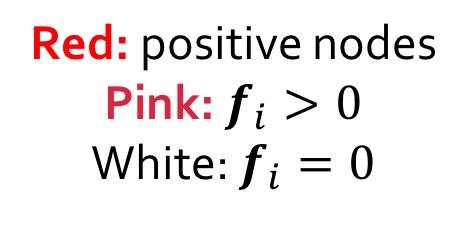 Red: positive nodes
Pink: 𝒇ᵢ > 0
White: 𝒇ᵢ = 0